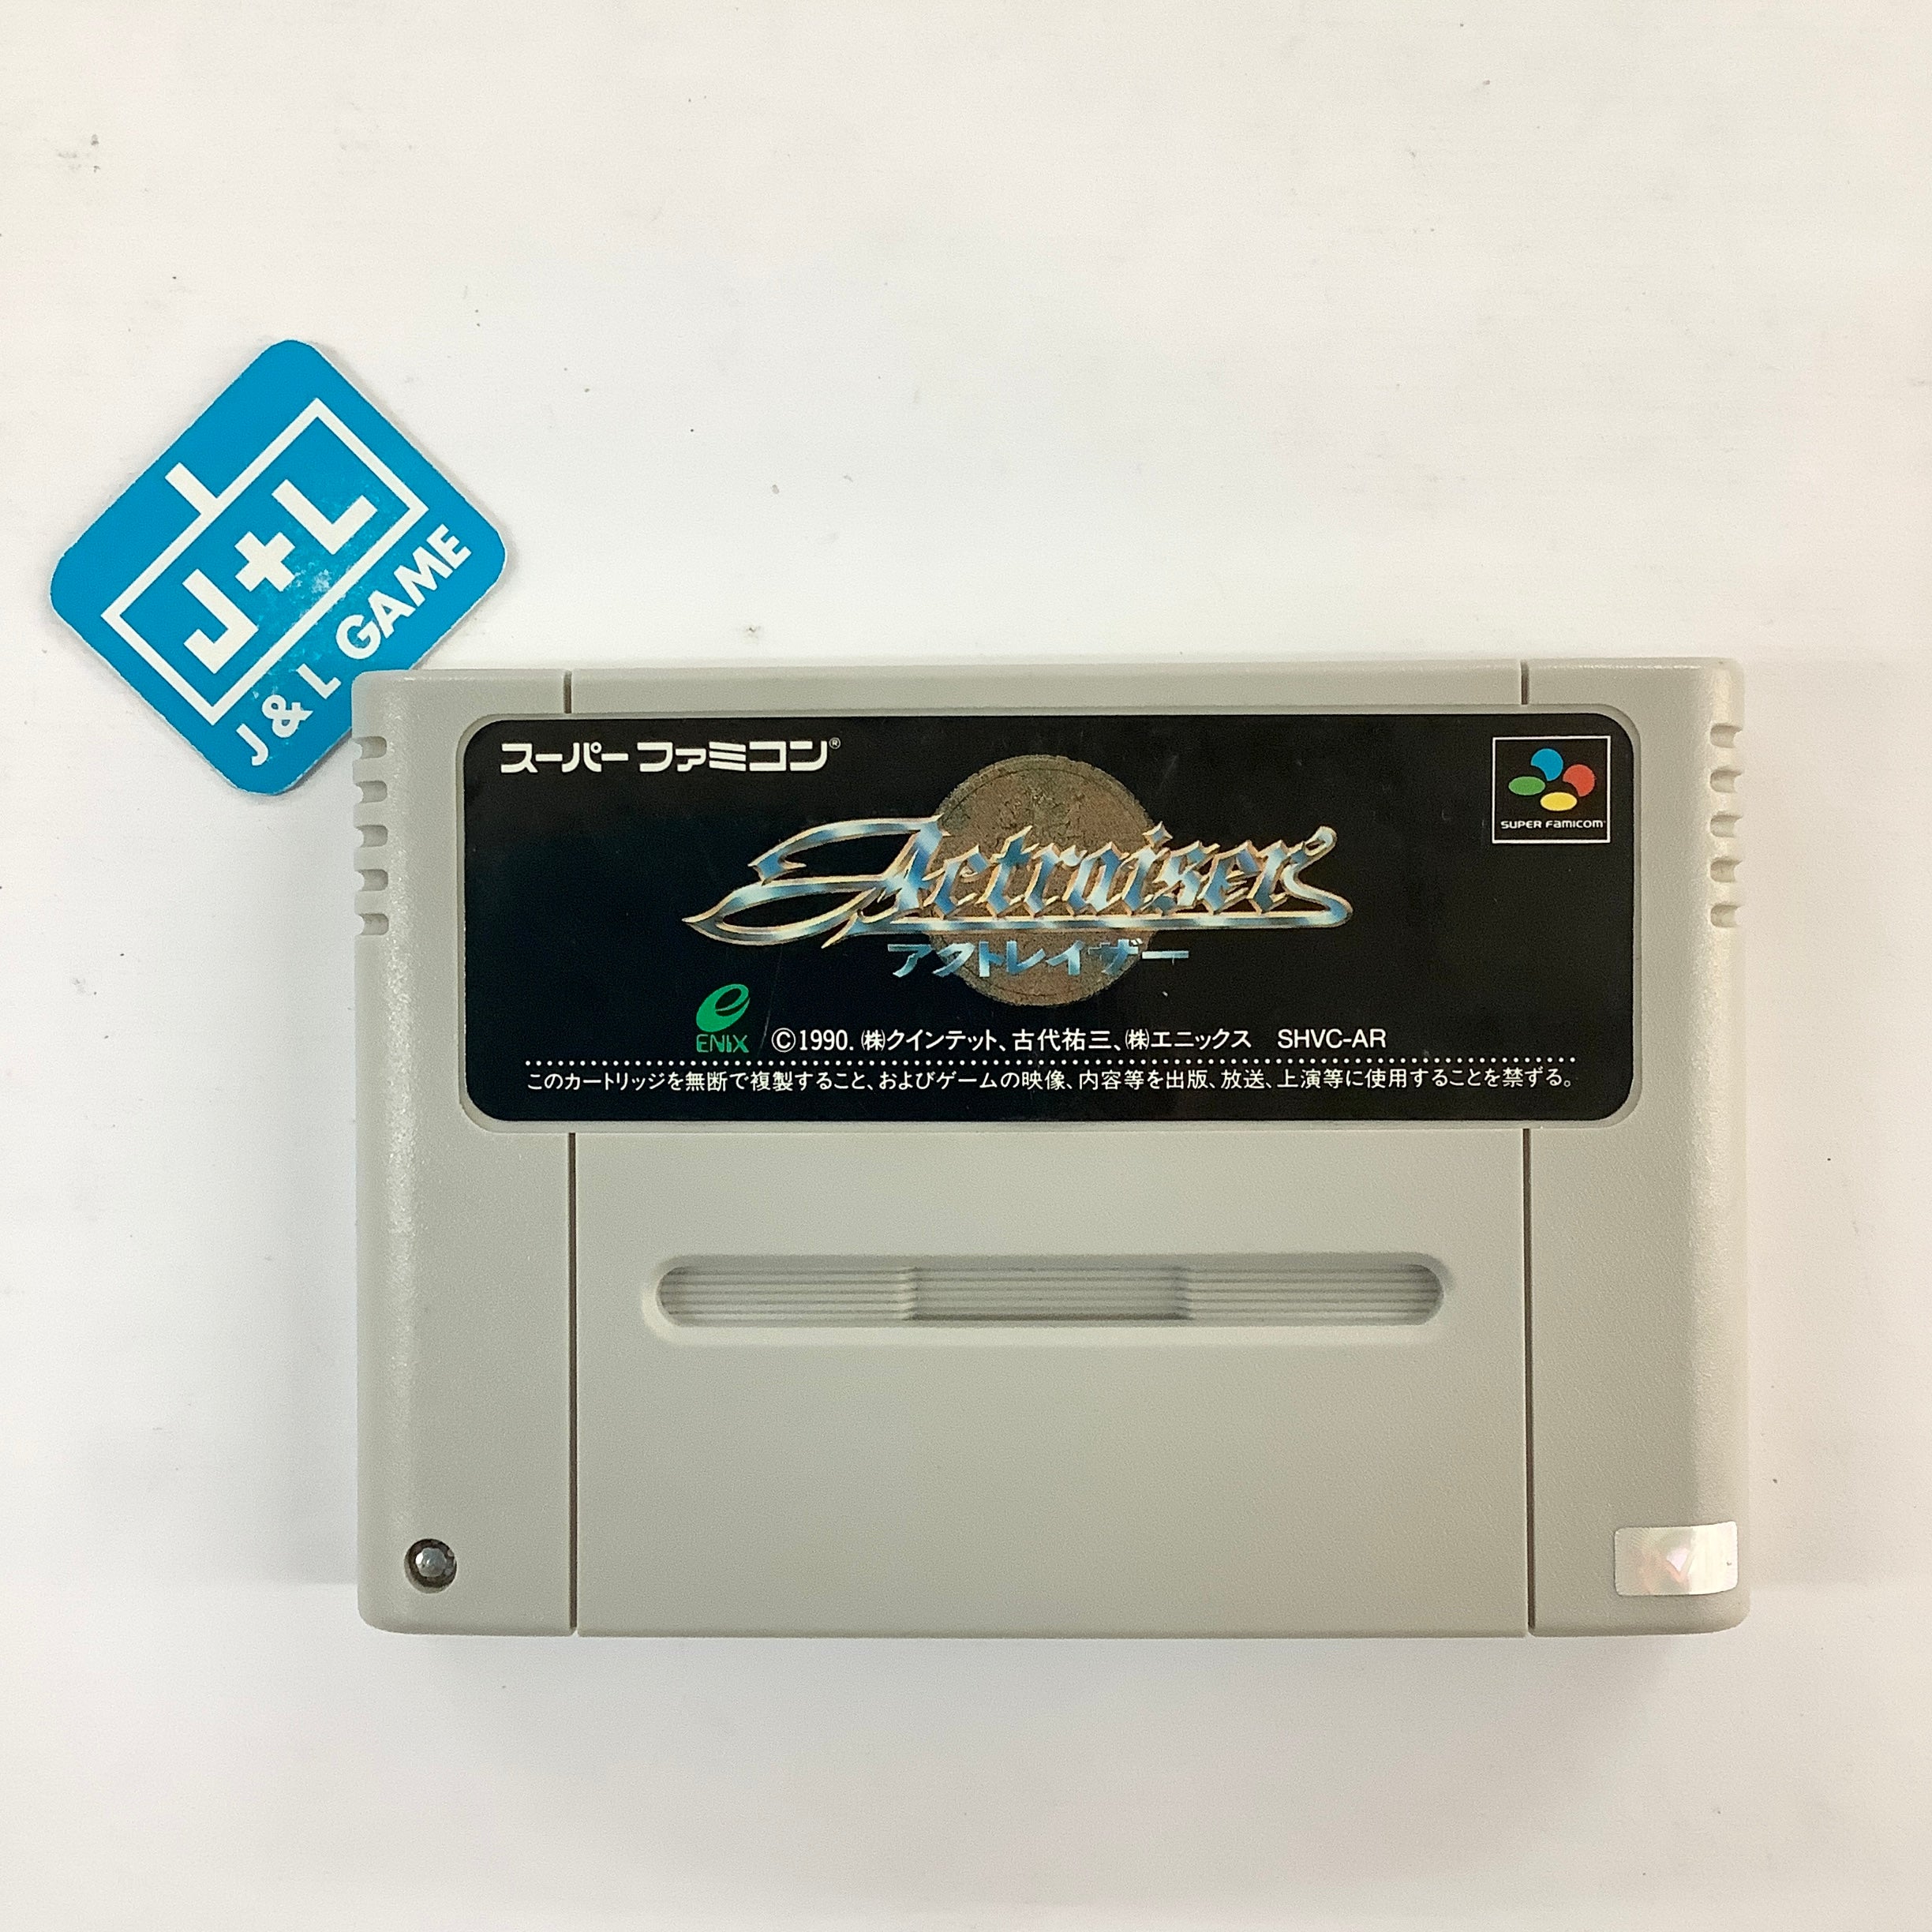 J+L
J & L GAME
スーパーファミコン®
SUPER FAMICOM
Actraiser
アクトレイザー
ENIX
©1990. ㈱クインテット、古代祐三、㈱エニックス SHVC-AR
このカートリッジを無断で複製すること、およびゲームの映像、内容等を出版、放送、上演等に使用することを禁ずる。